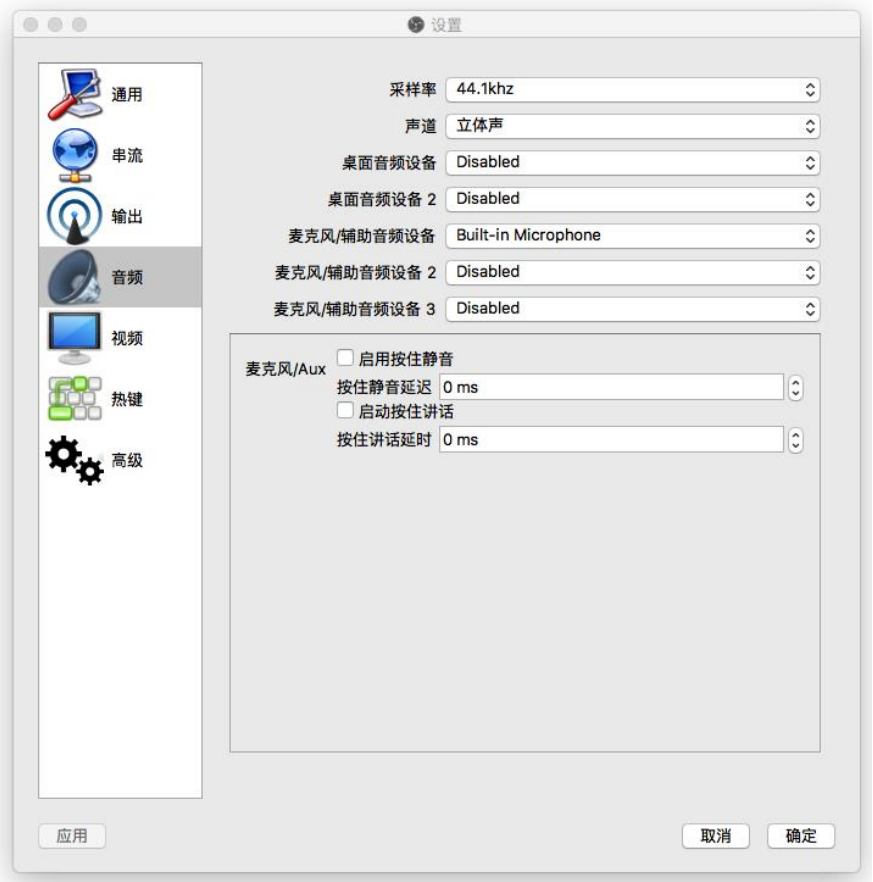 设置
通用
串流
输出
音频
视频
热键
高级
采样率 44.1khz
声道 立体声
桌面音频设备 Disabled
桌面音频设备 2 Disabled
麦克风/辅助音频设备 Built-in Microphone
麦克风/辅助音频设备 2 Disabled
麦克风/辅助音频设备 3 Disabled
麦克风/Aux 启用按住静音
按住静音延迟 0 ms
启动按住讲话
按住讲话延时 0 ms
应用 取消 确定